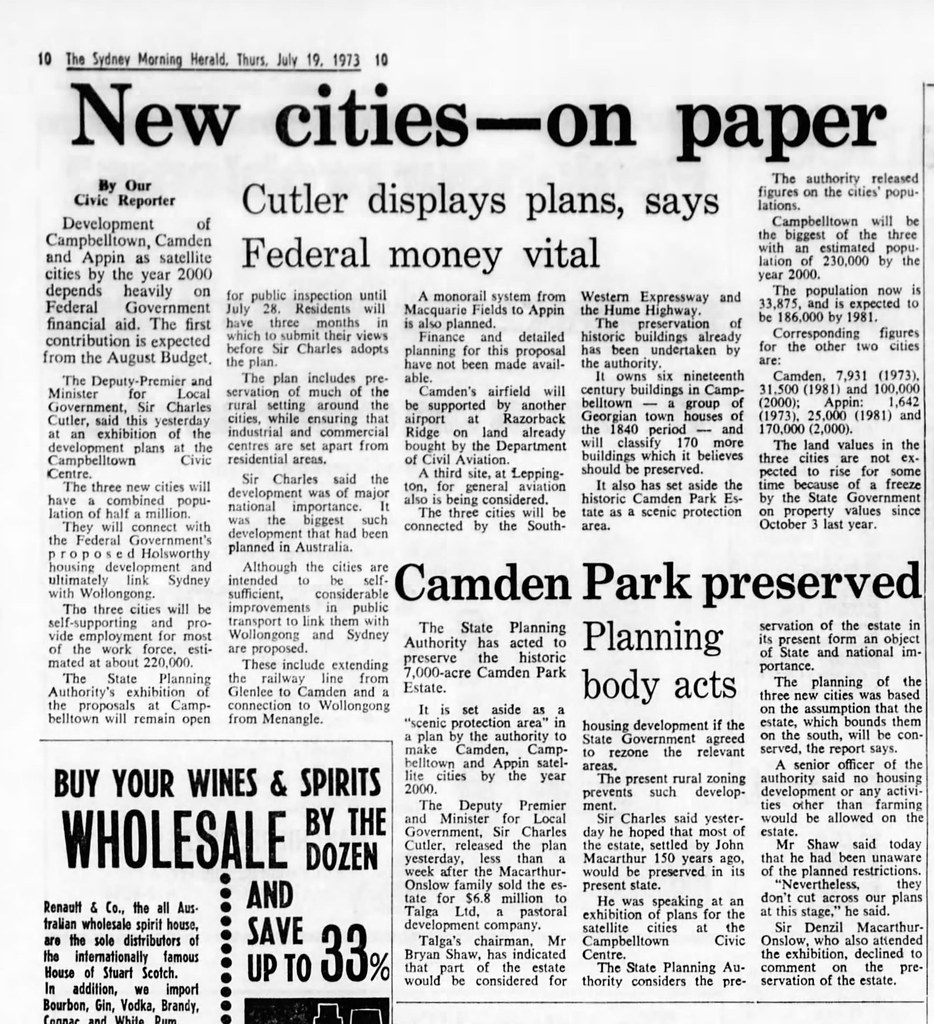 10 The Sydney Morning Herald, Thurs, July 19, 1973 10
New cities—on paper
By Our
Civic Reporter
Cutler displays plans, says
Federal money vital
Development of
Campbelltown, Camden
and Appin as satellite
cities by the year 2000
depends heavily on
Federal Government
financial aid. The first
contribution is expected
from the August Budget.
The Deputy-Premier and
Minister for Local
Government, Sir Charles
Cutler, said this yesterday
at an exhibition of the
development plans at the
Campbelltown Civic
Centre.
The three new cities will
have a combined popu-
lation of half a million.
They will connect with
the Federal Government's
proposed Holsworthy
housing development and
ultimately link Sydney
with Wollongong.
The three cities will be
self-supporting and pro-
vide employment for most
of the work force, esti-
mated at about 220,000.
The State Planning
Authority's exhibition of
the proposals at Camp-
belltown will remain open
for public inspection until
July 28. Residents will
have three months in
which to submit their views
before Sir Charles adopts
the plan.
The plan includes pre-
servation of much of the
rural setting around the
cities, while ensuring that
industrial and commercial
centres are set apart from
residential areas.
Sir Charles said the
development was of major
national importance. It
was the biggest such
development that had been
planned in Australia.
Although the cities are
intended to be self-
sufficient, considerable
improvements in public
transport to link them with
Wollongong and Sydney
are proposed.
These include extending
the railway line from
Glenlee to Camden and a
connection to Wollongong
from Menangle.
A monorail system from
Macquarie Fields to Appin
is also planned.
Finance and detailed
planning for this proposal
have not been made avail-
able.
Camden's airfield will
be supported by another
airport at Razorback
Ridge on land already
bought by the Department
of Civil Aviation.
A third site, at Lepping-
ton, for general aviation
also is being considered.
The three cities will be
connected by the South-
Western Expressway and
the Hume Highway.
The preservation of
historic buildings already
has been undertaken by
the authority.
It owns six nineteenth
century buildings in Camp-
belltown — a group of
Georgian town houses of
the 1840 period — and
will classify 170 more
buildings which it believes
should be preserved.
It also has set aside the
historic Camden Park Es-
tate as a scenic protection
area.
The authority released
figures on the cities' popu-
lations.
Campbelltown will be
the biggest of the three
with an estimated popu-
lation of 230,000 by the
year 2000.
The population now is
33,875, and is expected to
be 186,000 by 1981.
Corresponding figures
for the other two cities
are:
Camden, 7,931 (1973),
31,500 (1981) and 100,000
(2000); Appin: 1,642
(1973), 25,000 (1981) and
170,000 (2,000).
The land values in the
three cities are not ex-
pected to rise for some
time because of a freeze
by the State Government
on property values since
October 3 last year.
Camden Park preserved
Planning
body acts
The State Planning
Authority has acted to
preserve the historic
7,000-acre Camden Park
Estate.
It is set aside as a
"scenic protection area" in
a plan by the authority to
make Camden, Camp-
belltown and Appin satel-
lite cities by the year
2000.
The Deputy Premier
and Minister for Local
Government, Sir Charles
Cutler, released the plan
yesterday, less than a
week after the Macarthur-
Onslow family sold the es-
tate for $6.8 million to
Talga Ltd, a pastoral
development company.
Talga's chairman, Mr
Bryan Shaw, has indicated
that part of the estate
would be considered for
housing development if the
State Government agreed
to rezone the relevant
areas.
The present rural zoning
prevents such develop-
ment.
Sir Charles said yester-
day he hoped that most of
the estate, settled by John
Macarthur 150 years ago,
would be preserved in its
present state.
He was speaking at an
exhibition of plans for the
satellite cities at the
Campbelltown Civic
Centre.
The State Planning Au-
thority considers the pre-
servation of the estate in
its present form an object
of State and national im-
portance.
The planning of the
three new cities was based
on the assumption that the
estate, which bounds them
on the south, will be con-
served, the report says.
A senior officer of the
authority said no housing
development or any activi-
ties other than farming
would be allowed on the
estate.
Mr Shaw said today
that he had been unaware
of the planned restrictions.
"Nevertheless, they
don't cut across our plans
at this stage," he said.
Sir Denzil Macarthur-
Onslow, who also attended
the exhibition, declined to
comment on the pre-
servation of the estate.
BUY YOUR WINES & SPIRITS
WHOLESALE BY THE
DOZEN
AND
SAVE
UP TO 33%
Renault & Co., the all Aus-
tralian wholesale spirit house,
are the sole distributors of
the internationally famous
House of Stuart Scotch.
In addition, we import
Bourbon, Gin, Vodka, Brandy,
Cognac and White Rum.